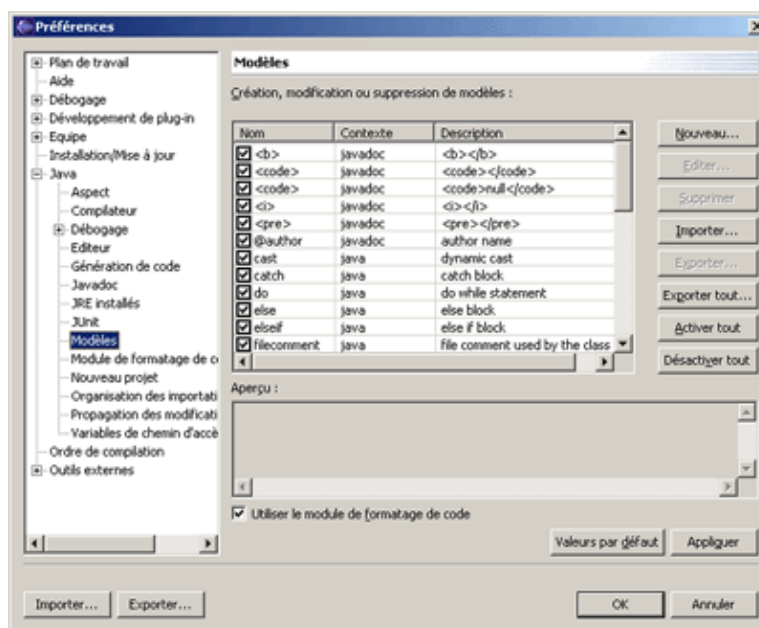 Préférences
Plan de travail
Aide
Débogage
Développement de plug-in
Equipe
Installation/Mise à jour
Java
Aspect
Compilateur
Débogage
Editeur
Génération de code
Javadoc
JRE installés
JUnit
Modèles
Module de formatage de c
Nouveau projet
Organisation des importati
Propagation des modificati
Variables de chemin d'accè
Ordre de compilation
Outils externes
Modèles
Création, modification ou suppression de modèles :
Nom Contexte Description
<b> javadoc <b></b>
<code> javadoc <code></code>
<code> javadoc <code>null</code>
<i> javadoc <i></i>
<pre> javadoc <pre></pre>
@author javadoc author name
cast java dynamic cast
catch java catch block
do java do while statement
else java else block
elseif java else if block
filecomment java file comment used by the class
Nouveau...
Editer...
Supprimer
Importer...
Exporter...
Exporter tout...
Activer tout
Désactiver tout
Aperçu :
Utiliser le module de formatage de code
Valeurs par défaut Appliquer
Importer... Exporter... OK Annuler